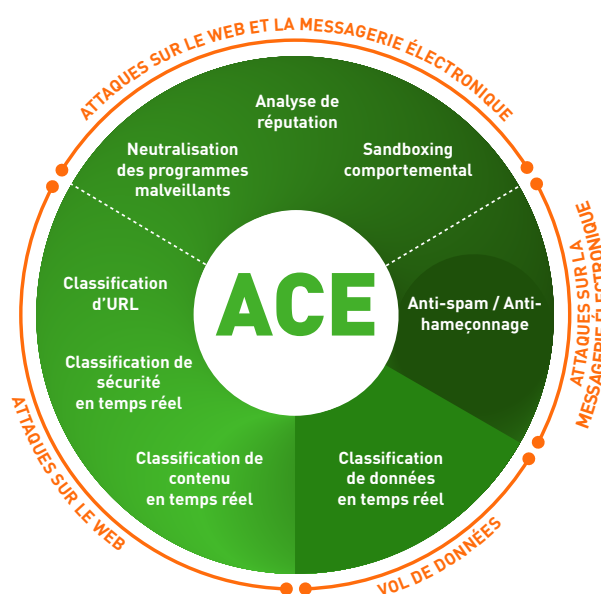 ATTAQUES SUR LE WEB ET LA MESSAGERIE ÉLECTRONIQUE
Analyse de
réputation
Neutralisation
des programmes
malveillants
Sandboxing
comportemental
ATTAQUES SUR LA
MESSAGERIE ÉLECTRONIQUE
Classification
d'URL
ACE
Anti-spam / Anti-
hameçonnage
Classification de
sécurité
en temps réel
Classification de
contenu
en temps réel
Classification
de données
en temps réel
ATTAQUES SUR LE WEB
VOL DE DONNÉES